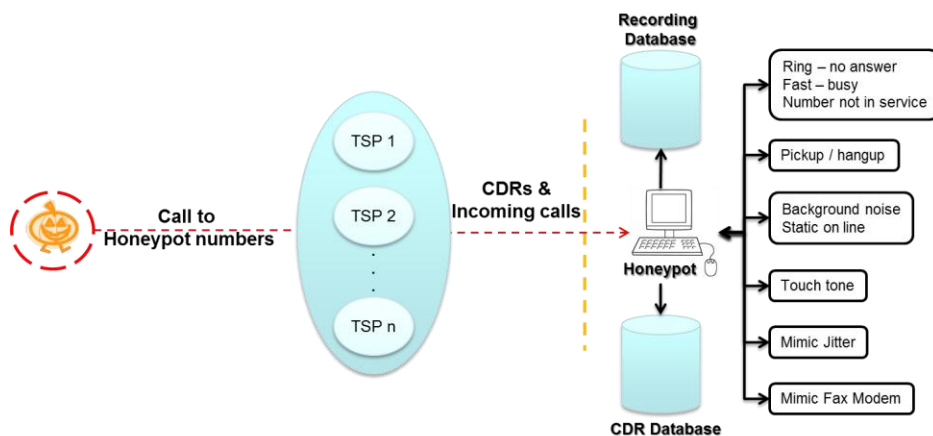 Call to
Honeypot numbers
TSP 1
TSP 2
.
.
.
.
TSP n
CDRs &
Incoming calls
Recording
Database
Honeypot
CDR Database
Ring – no answer
Fast – busy
Number not in service
Pickup / hangup
Background noise
Static on line
Touch tone
Mimic Jitter
Mimic Fax Modem